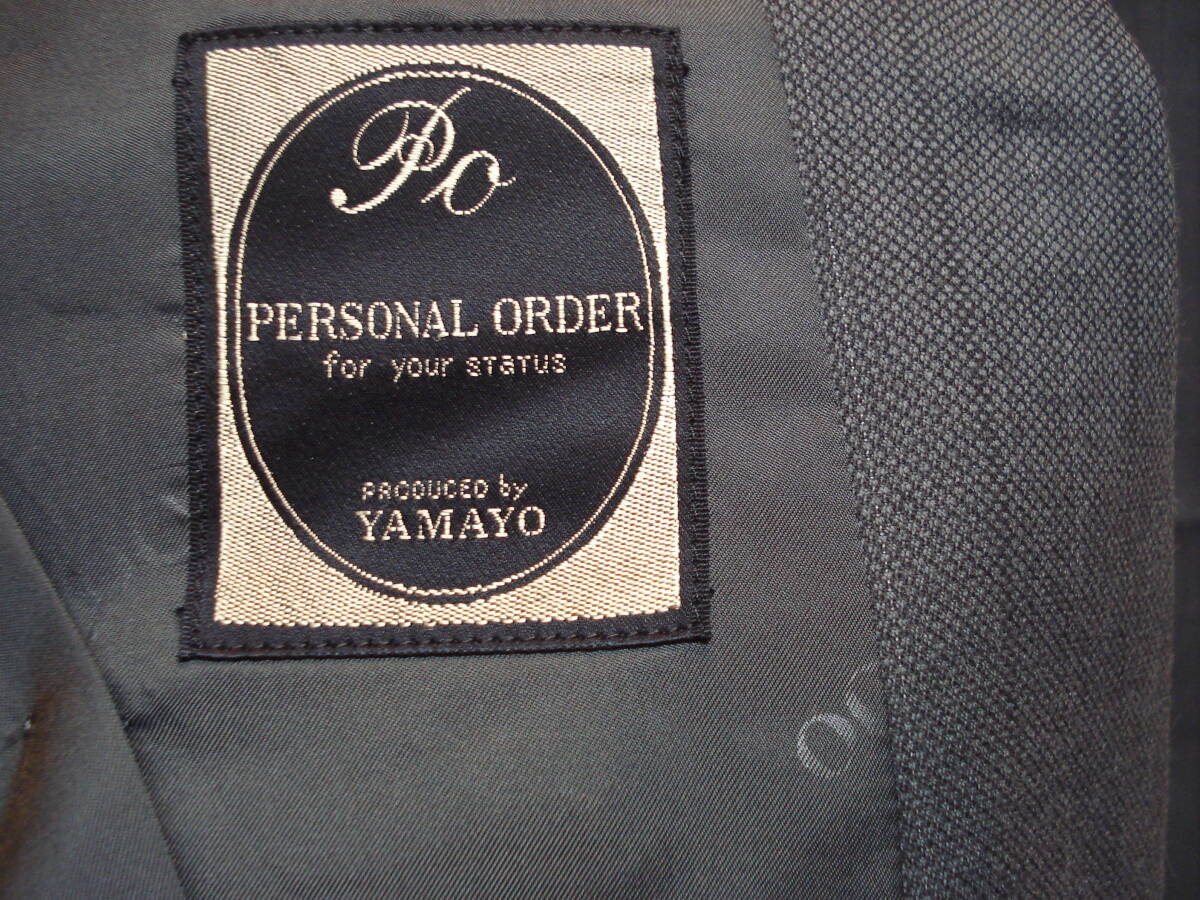 Po
PERSONAL ORDER
for your STATUS
PRODUCED by
YAMAYO